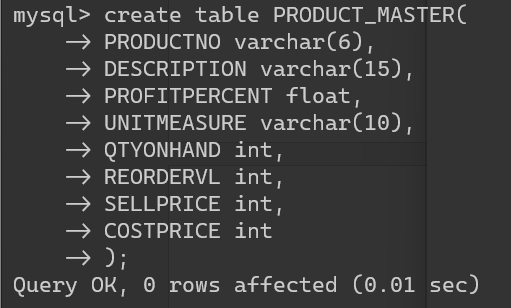 mysql> create table PRODUCT_MASTER(
    -> PRODUCTNO varchar(6),
    -> DESCRIPTION varchar(15),
    -> PROFITPERCENT float,
    -> UNITMEASURE varchar(10),
    -> QTYONHAND int,
    -> REORDERVL int,
    -> SELLPRICE int,
    -> COSTPRICE int
    -> );
Query OK, 0 rows affected (0.01 sec)